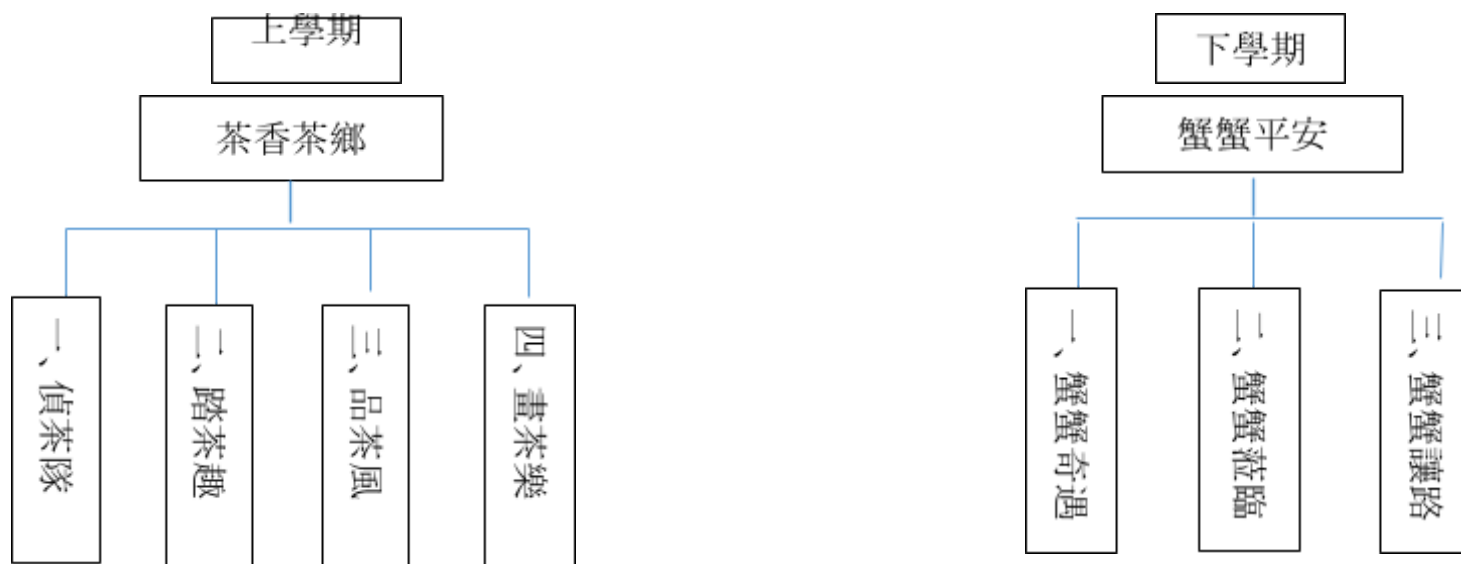 上學期
茶香茶鄉
一、偵茶隊
二、踏茶趣
三、品茶風
四、畫茶樂
下學期
蟹蟹平安
一、蟹蟹奇遇
二、蟹蟹蒞臨
三、蟹蟹讓路